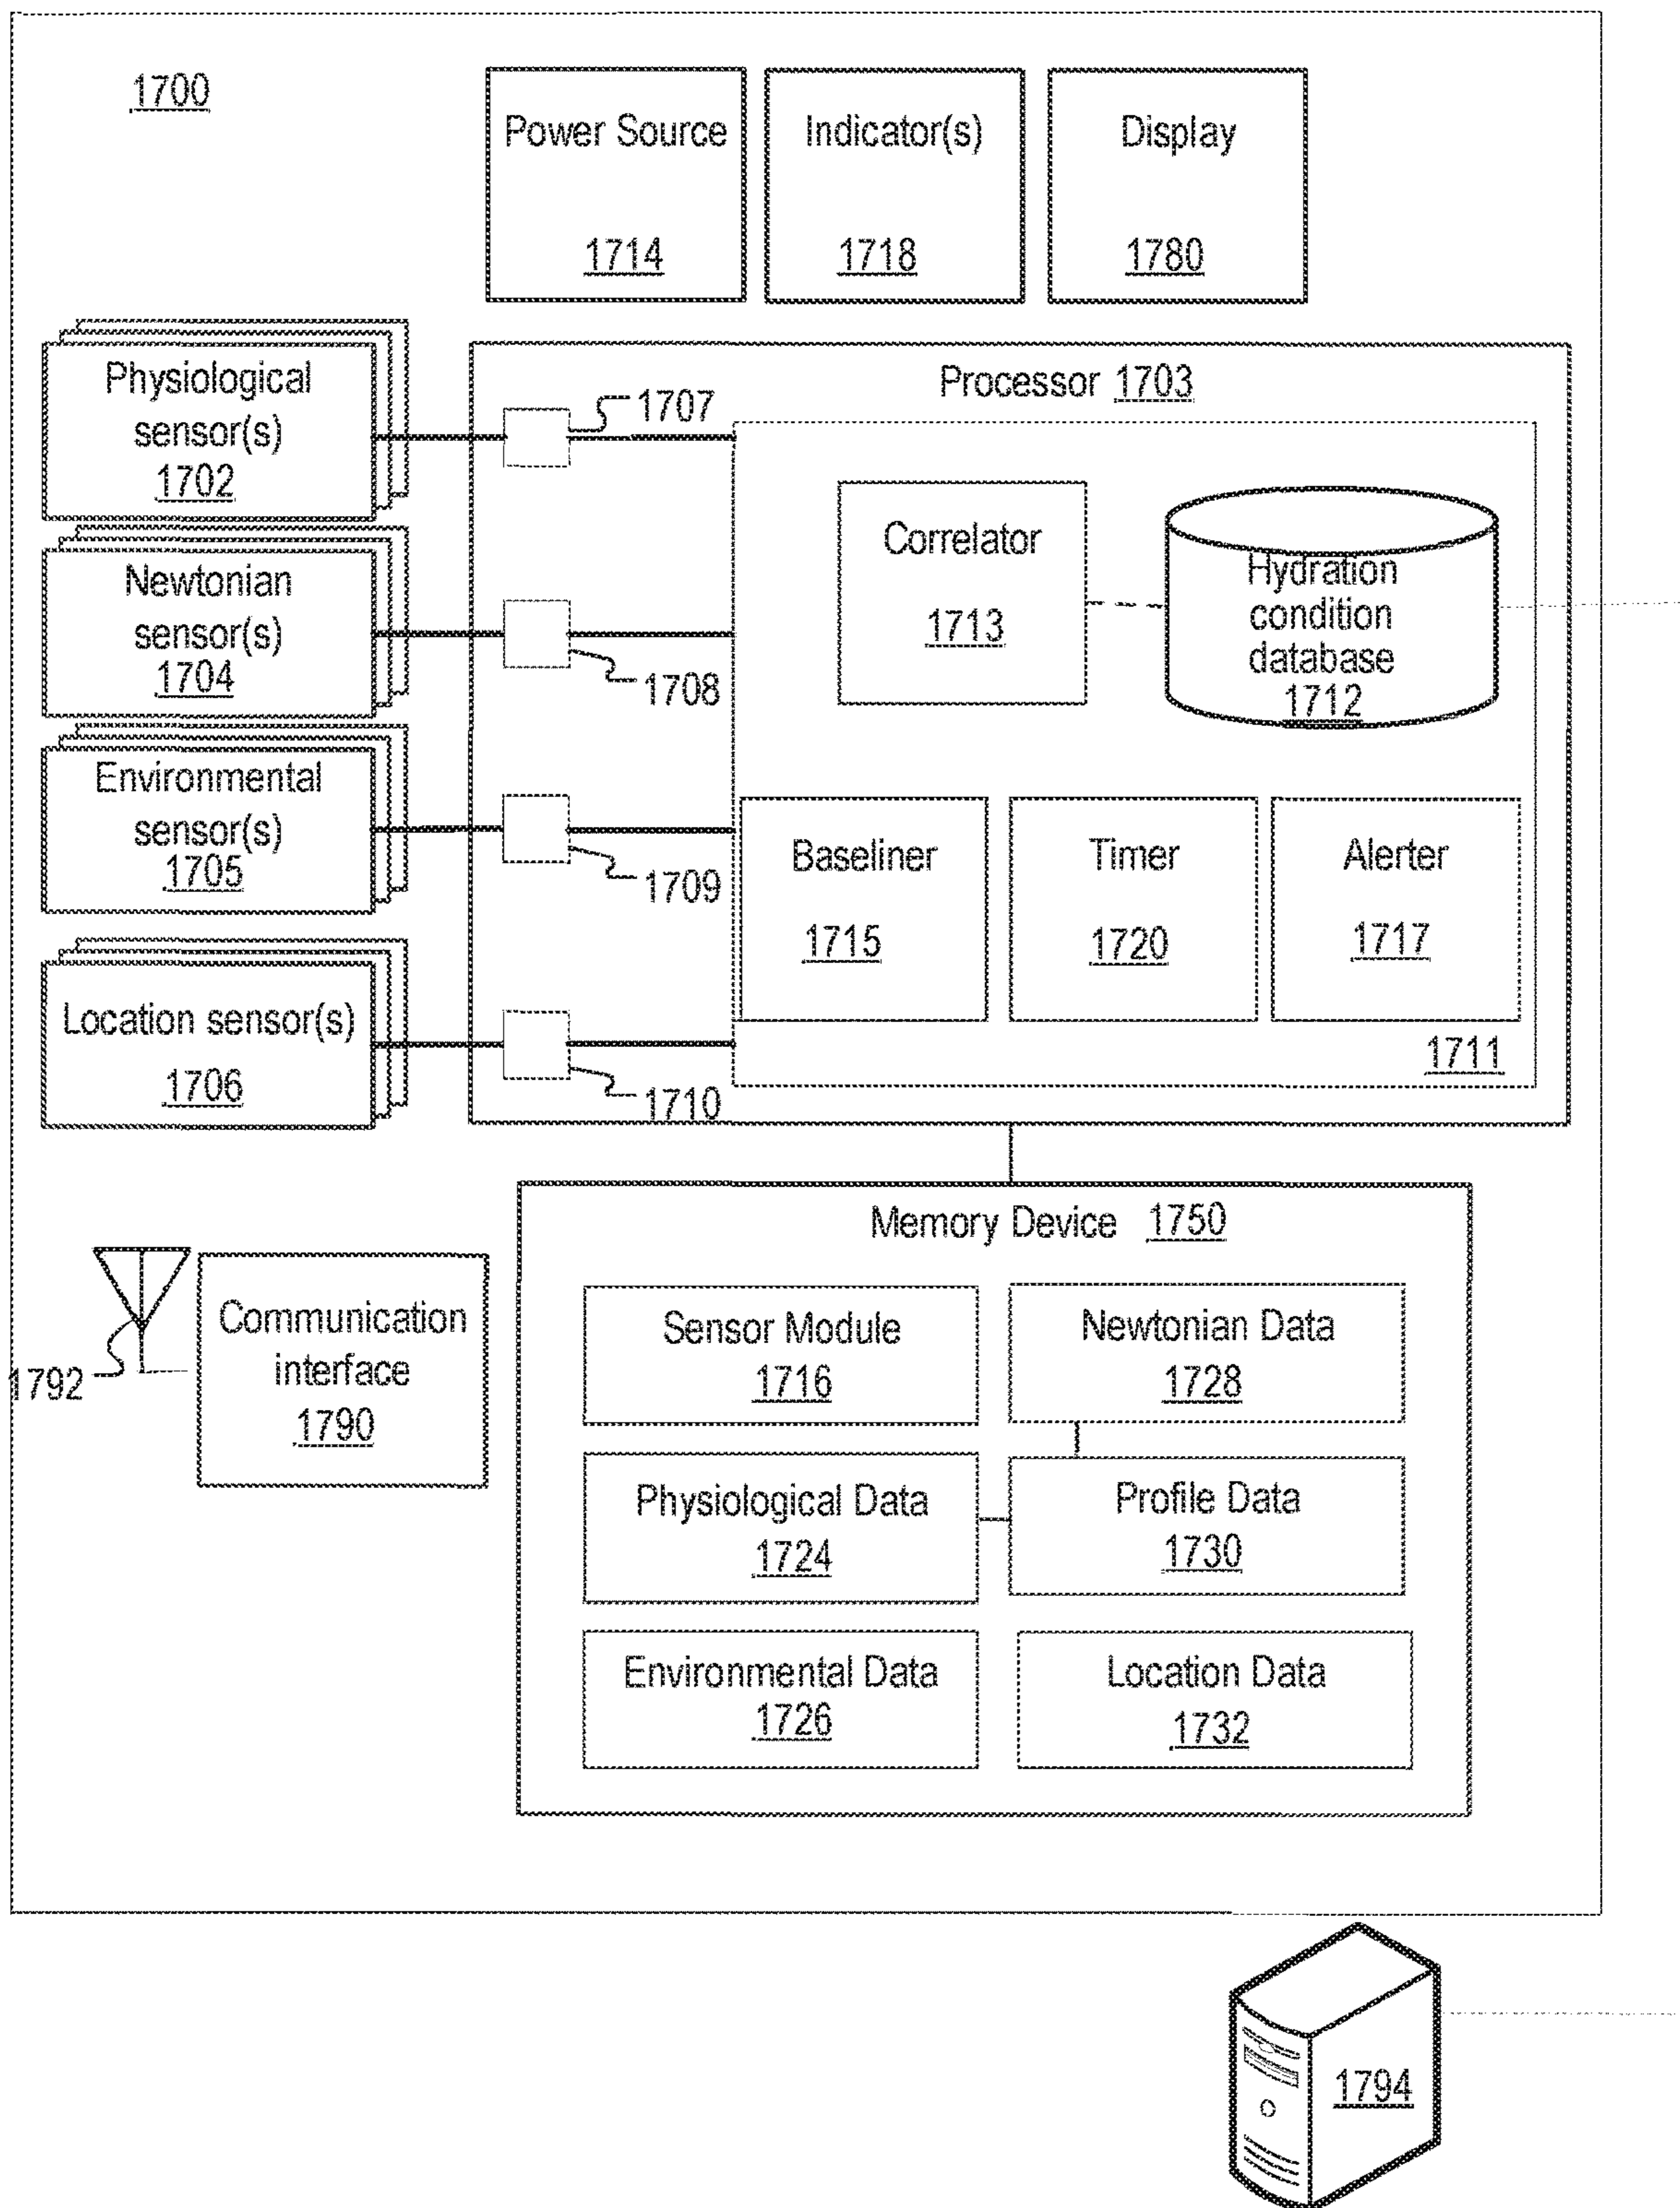 1700
Power Source
1714
Indicator(s)
1718
Display
1780
Physiological
sensor(s)
1702
Newtonian
sensor(s)
1704
Environmental
sensor(s)
1705
Location sensor(s)
1706
Processor 1703
1707
1708
1709
1710
Correlator
1713
Hydration
condition
database
1712
Baseliner
1715
Timer
1720
Alerter
1717
1711
Memory Device 1750
Sensor Module
1716
Newtonian Data
1728
Physiological Data
1724
Profile Data
1730
Environmental Data
1726
Location Data
1732
1792
Communication
interface
1790
1794